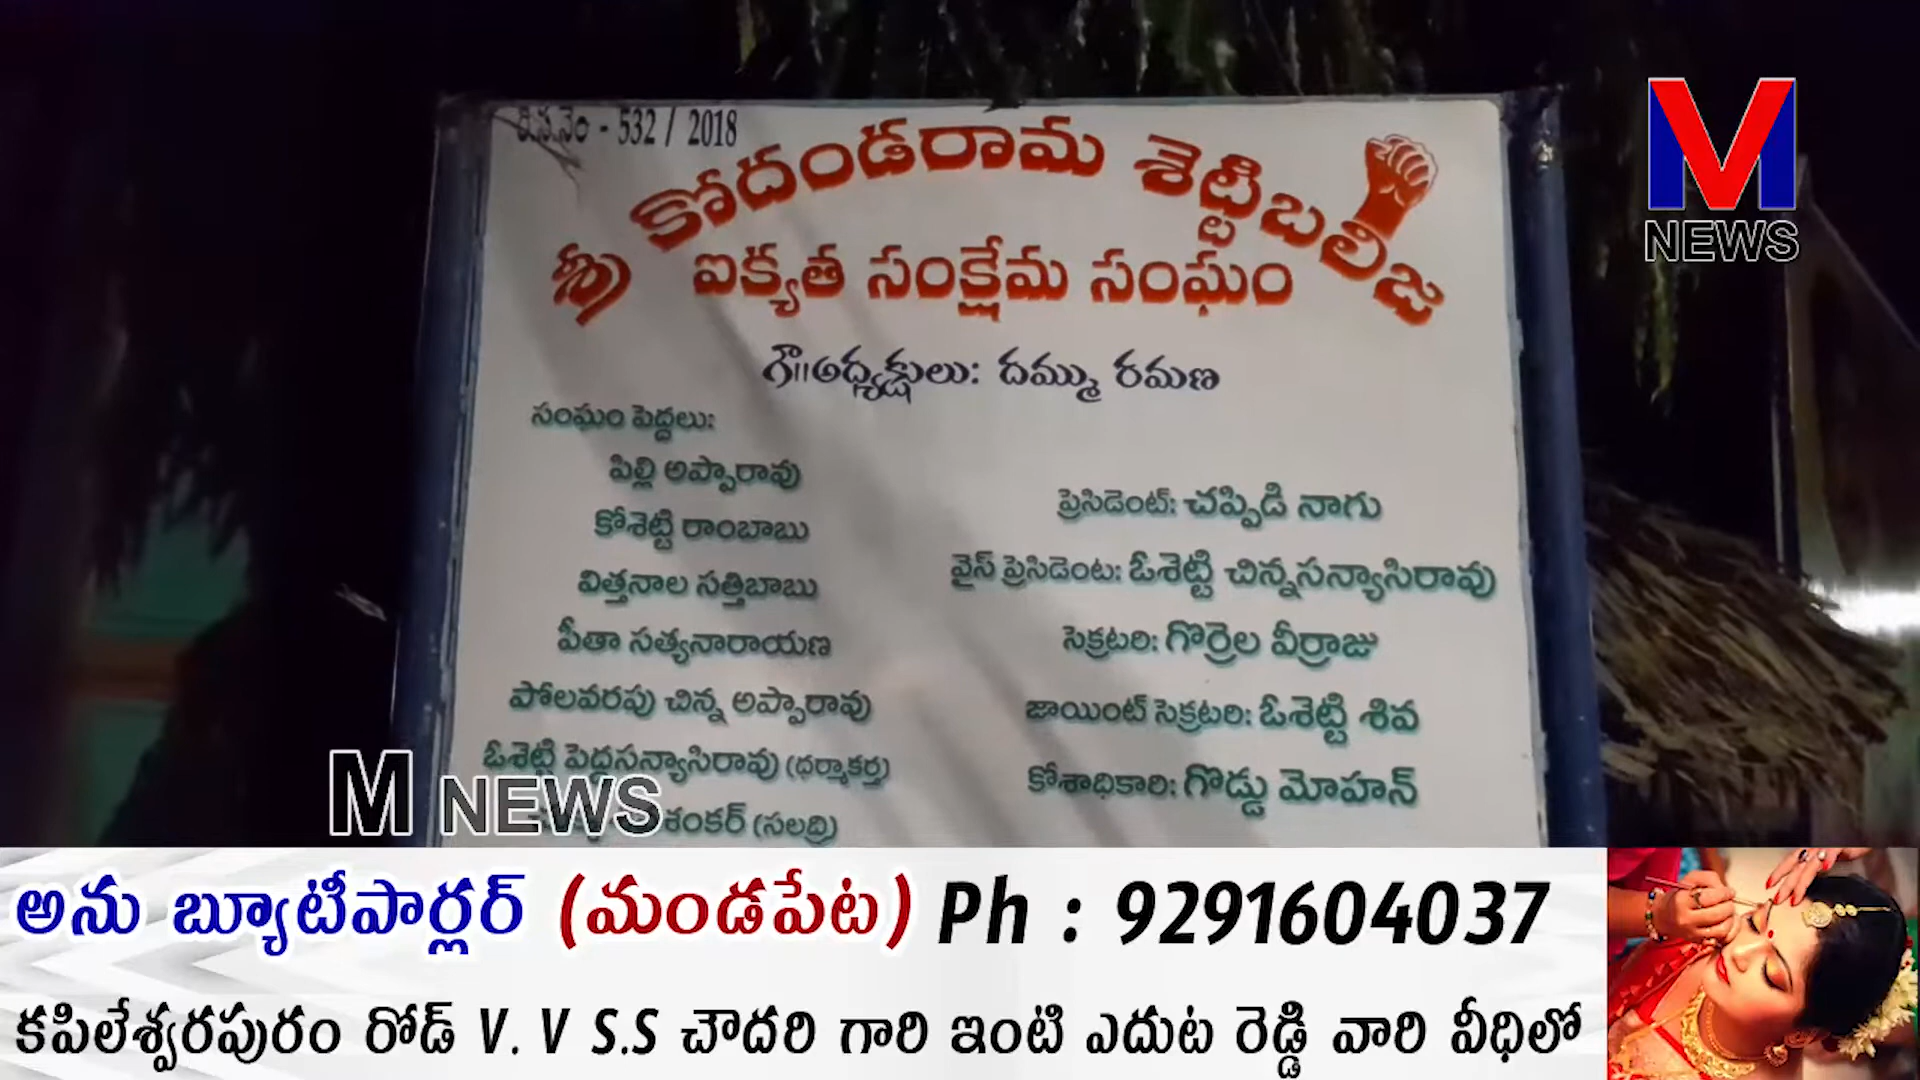 రి.న.నెం - 532 / 2018
శ్రీ కోదండరామ శెట్టిబలిజ
ఐక్యత సంక్షేమ సంఘం
గౌ॥అధ్యక్షులు: దమ్ము రమణ
సంఘం పెద్దలు:
పిల్లి అప్పారావు
కోశెట్టి రాంబాబు
విత్తనాల సత్తిబాబు
పీతా సత్యనారాయణ
పోలవరపు చిన్న అప్పారావు
ఓశెట్టి పెద్దసన్యాసిరావు (ధర్మాకర్త)
శంకర్ (సలది)
ప్రెసిడెంట్: చప్పిడి నాగు
వైస్ ప్రెసిడెంట: ఓశెట్టి చిన్నసన్యాసిరావు
సెక్రటరి: గొర్రెల వీర్రాజు
జాయింట్ సెక్రటరి: ఓశెట్టి శివ
కోశాధికారి: గొడ్డు మోహన్
M
NEWS
M NEWS
అను బ్యూటీపార్లర్ (మండపేట) Ph : 9291604037
కపిలేశ్వరపురం రోడ్ V. V S.S చౌదరి గారి ఇంటి ఎదుట రెడ్డి వారి వీధిలో